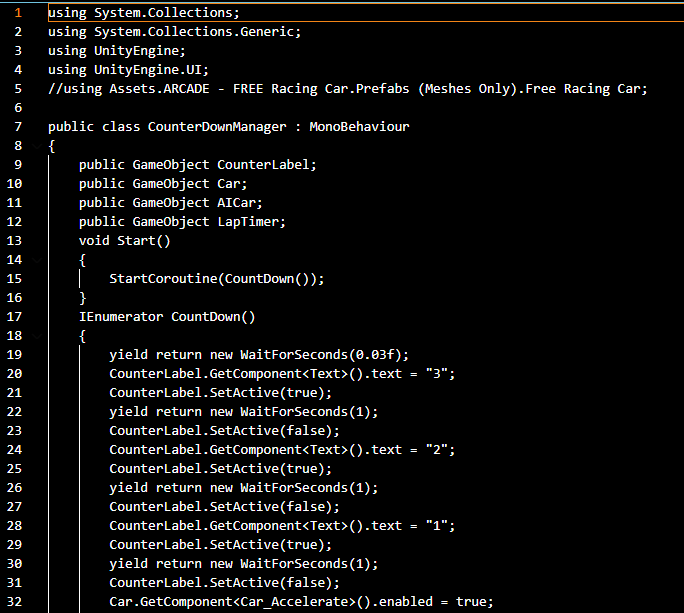 1 using System.Collections;
2 using System.Collections.Generic;
3 using UnityEngine;
4 using UnityEngine.UI;
5 //using Assets.ARCADE - FREE Racing Car.Prefabs (Meshes Only).Free Racing Car;
6
7 public class CounterDownManager : MonoBehaviour
8 {
9 public GameObject CounterLabel;
10 public GameObject Car;
11 public GameObject AICar;
12 public GameObject LapTimer;
13 void Start()
14 {
15 StartCoroutine(CountDown());
16 }
17 IEnumerator CountDown()
18 {
19 yield return new WaitForSeconds(0.03f);
20 CounterLabel.GetComponent<Text>().text = "3";
21 CounterLabel.SetActive(true);
22 yield return new WaitForSeconds(1);
23 CounterLabel.SetActive(false);
24 CounterLabel.GetComponent<Text>().text = "2";
25 CounterLabel.SetActive(true);
26 yield return new WaitForSeconds(1);
27 CounterLabel.SetActive(false);
28 CounterLabel.GetComponent<Text>().text = "1";
29 CounterLabel.SetActive(true);
30 yield return new WaitForSeconds(1);
31 CounterLabel.SetActive(false);
32 Car.GetComponent<Car_Accelerate>().enabled = true;